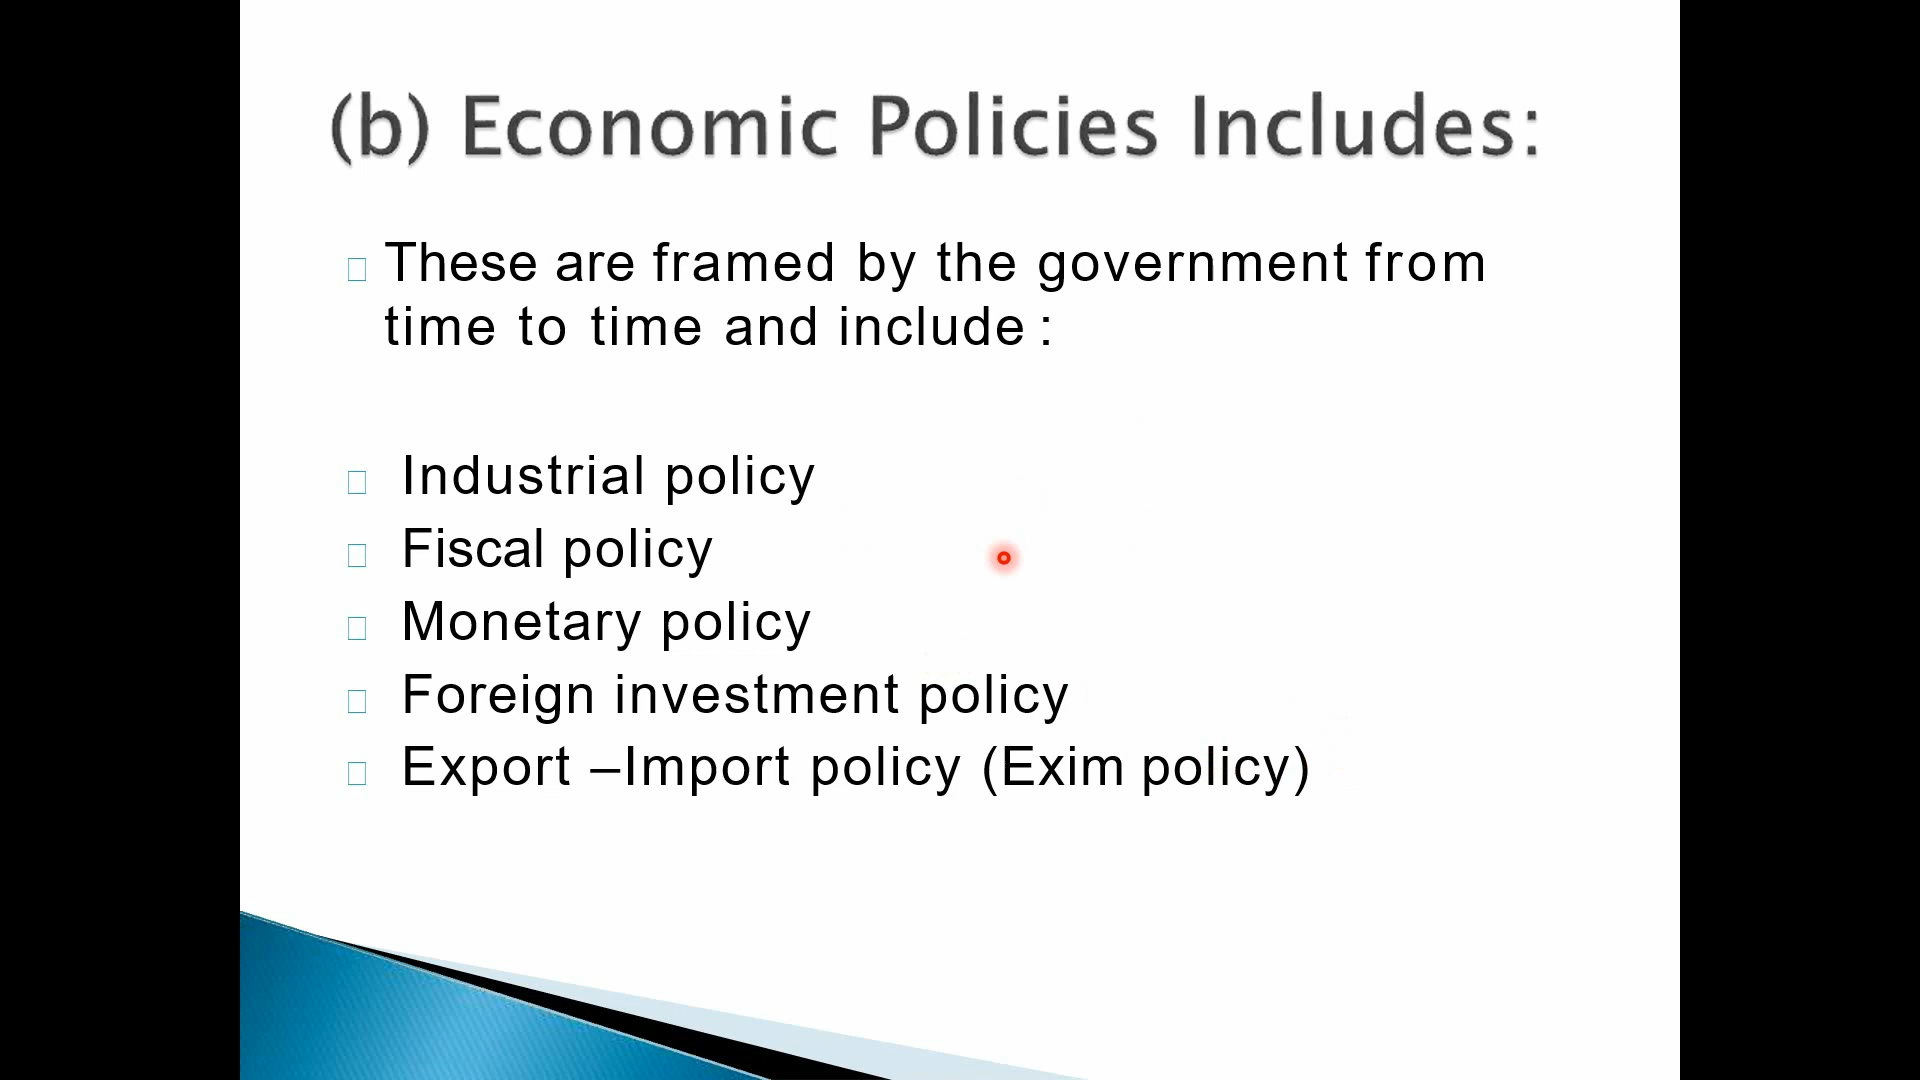 (b) Economic Policies Includes:
These are framed by the government from
time to time and include :
Industrial policy
Fiscal policy
Monetary policy
Foreign investment policy
Export –Import policy (Exim policy)